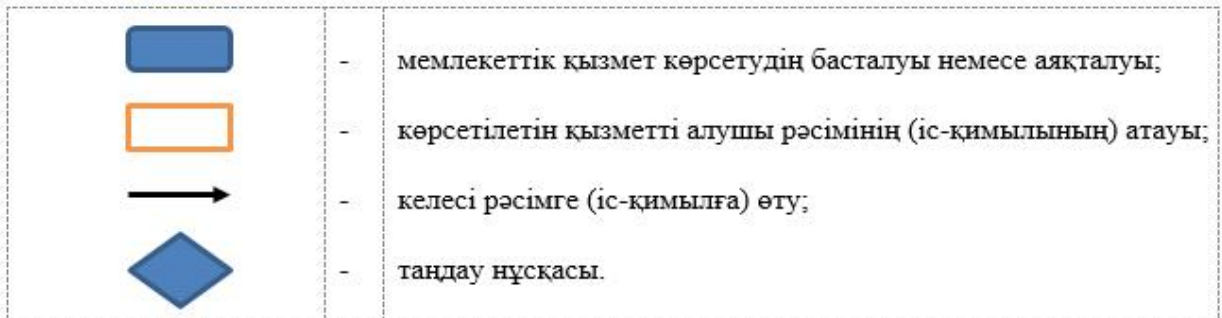 - мемлекеттік қызмет көрсетудің басталуы немесе аяқталуы;
- көрсетілетін қызметті алушы рәсімінің (іс-қимылының) атауы;
- келесі рәсімге (іс-қимылға) өту;
- таңдау нұсқасы.